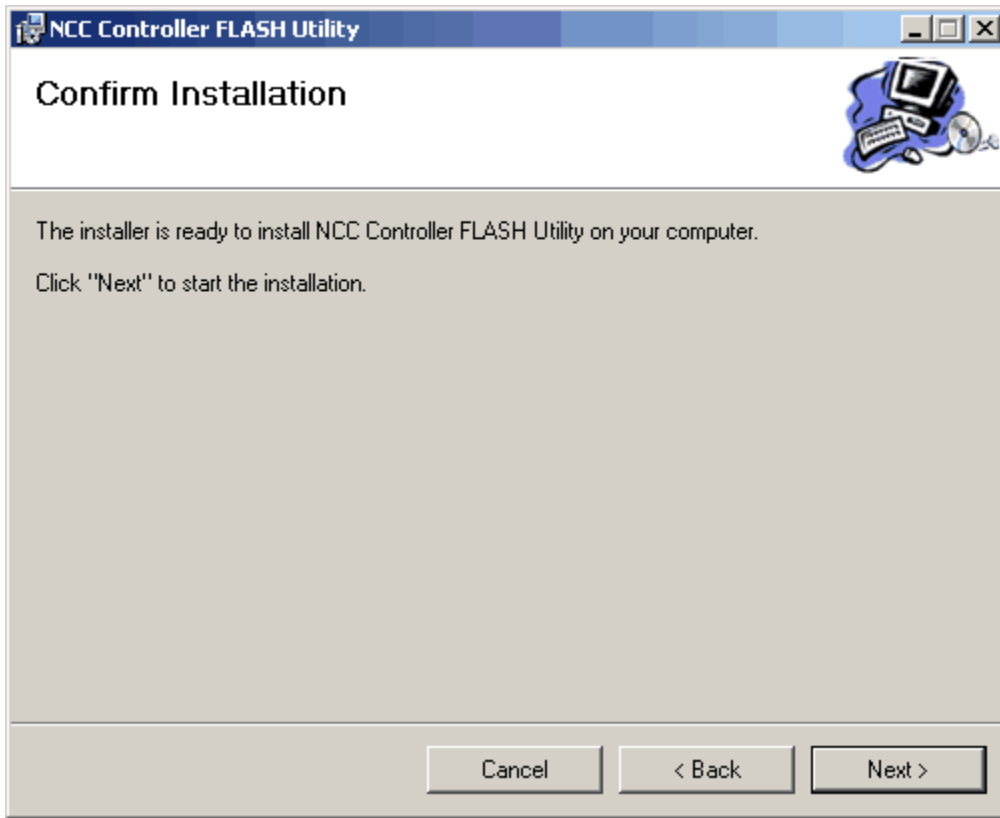 NCC Controller FLASH Utility
Confirm Installation
The installer is ready to install NCC Controller FLASH Utility on your computer.
Click "Next" to start the installation.
Cancel
< Back
Next >